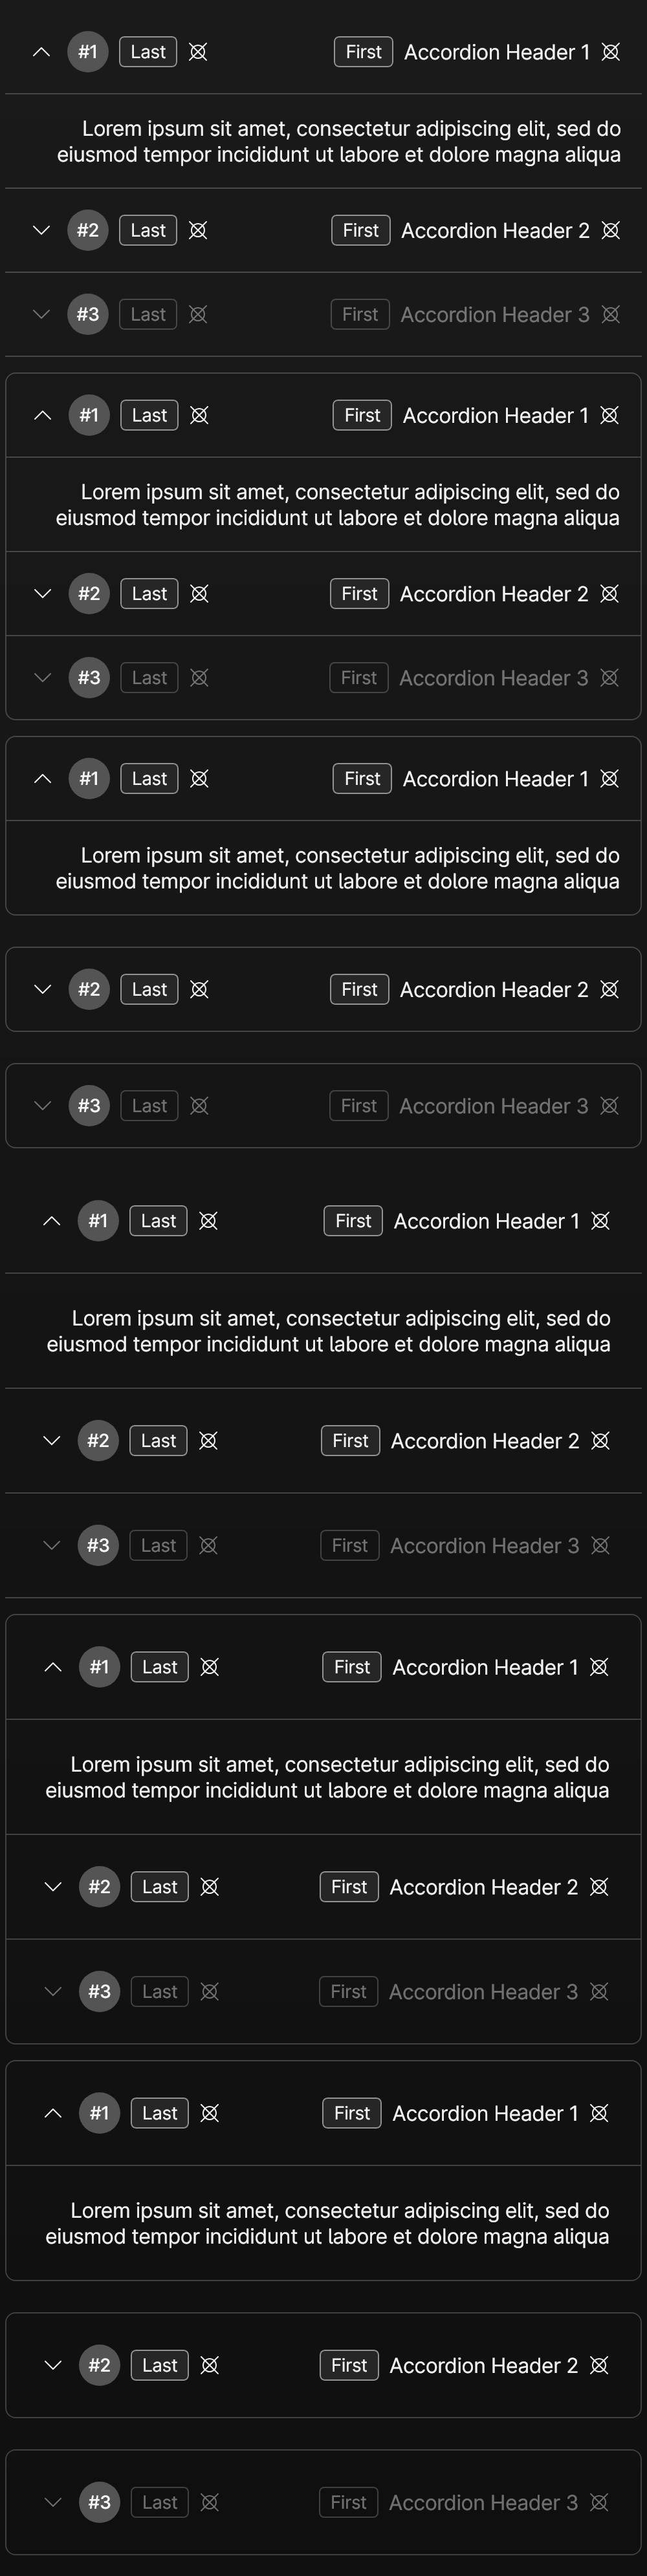 #1 Last First Accordion Header 1
Lorem ipsum sit amet, consectetur adipiscing elit, sed do
eiusmod tempor incididunt ut labore et dolore magna aliqua
#2 Last First Accordion Header 2
#3 Last First Accordion Header 3
#1 Last First Accordion Header 1
Lorem ipsum sit amet, consectetur adipiscing elit, sed do
eiusmod tempor incididunt ut labore et dolore magna aliqua
#2 Last First Accordion Header 2
#3 Last First Accordion Header 3
#1 Last First Accordion Header 1
Lorem ipsum sit amet, consectetur adipiscing elit, sed do
eiusmod tempor incididunt ut labore et dolore magna aliqua
#2 Last First Accordion Header 2
#3 Last First Accordion Header 3
#1 Last First Accordion Header 1
Lorem ipsum sit amet, consectetur adipiscing elit, sed do
eiusmod tempor incididunt ut labore et dolore magna aliqua
#2 Last First Accordion Header 2
#3 Last First Accordion Header 3
#1 Last First Accordion Header 1
Lorem ipsum sit amet, consectetur adipiscing elit, sed do
eiusmod tempor incididunt ut labore et dolore magna aliqua
#2 Last First Accordion Header 2
#3 Last First Accordion Header 3
#1 Last First Accordion Header 1
Lorem ipsum sit amet, consectetur adipiscing elit, sed do
eiusmod tempor incididunt ut labore et dolore magna aliqua
#2 Last First Accordion Header 2
#3 Last First Accordion Header 3